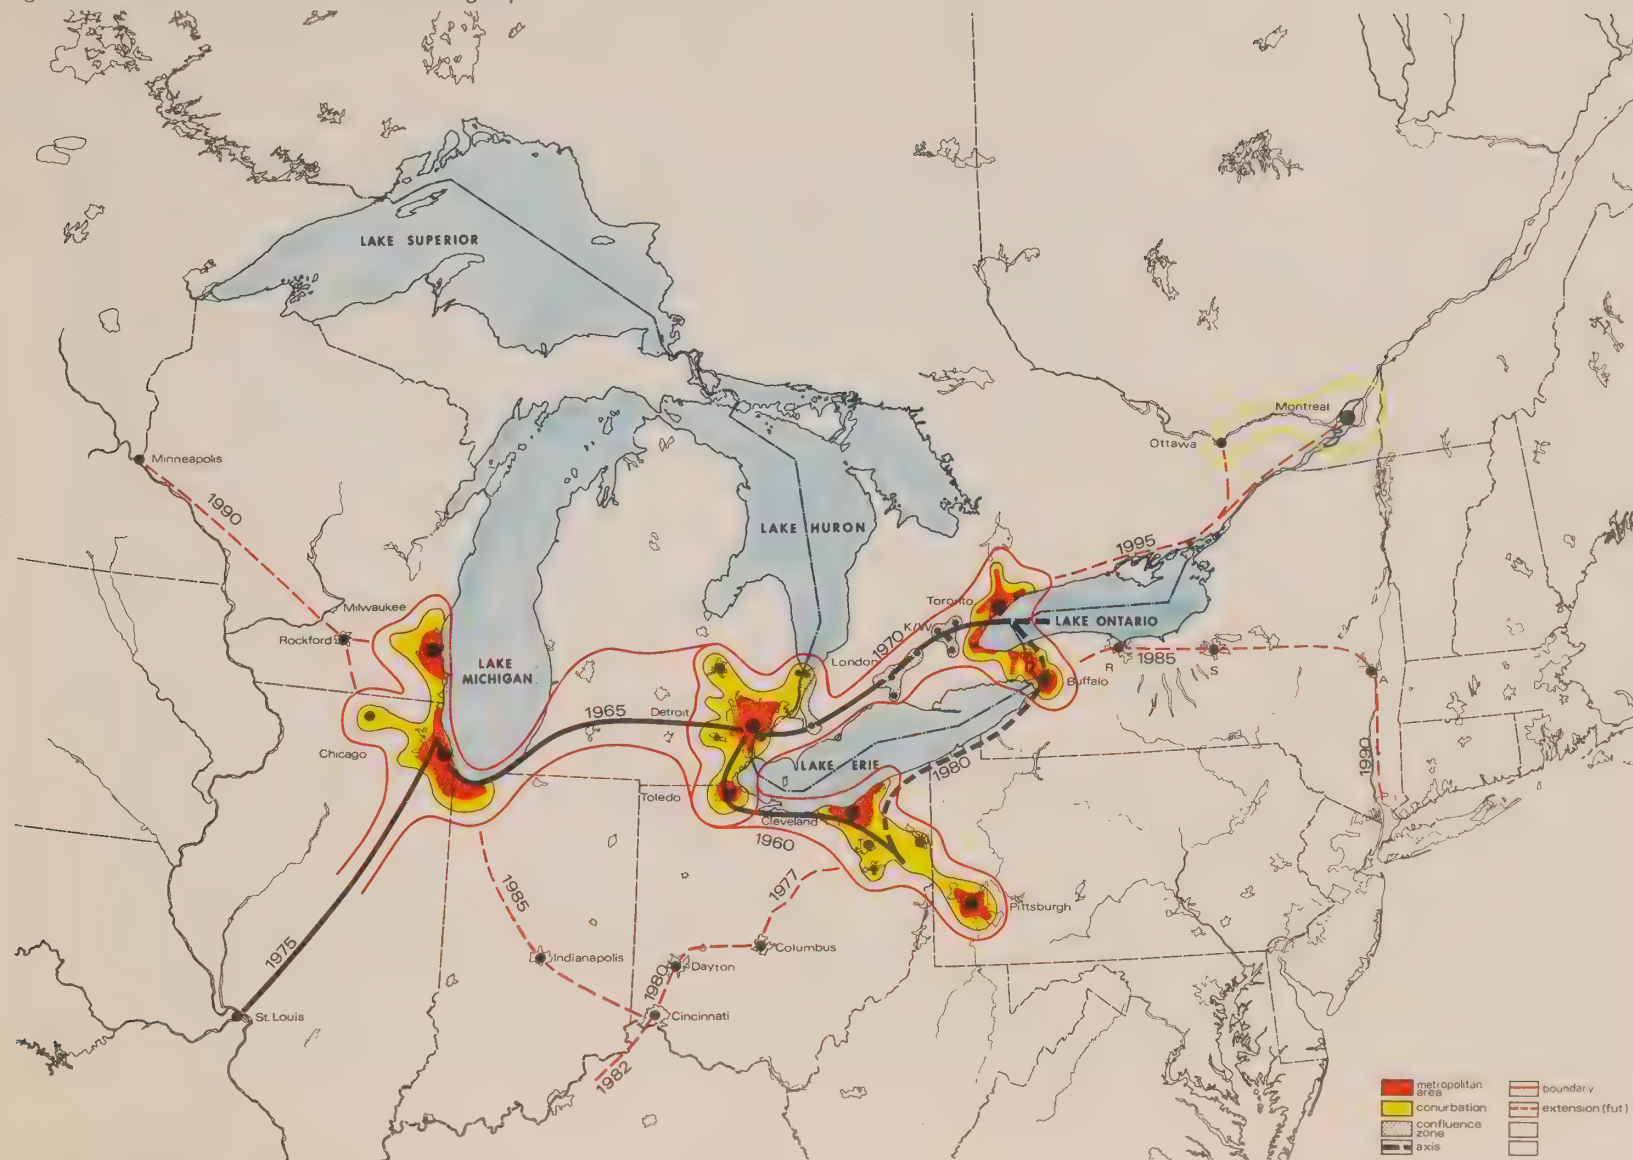 LAKE SUPERIOR
Montreal
Ottawa
Minneapolis
1990
LAKE HURON
1995
Milwaukee
Toronto
K/W
LAKE ONTARIO
Rockford
1970
LAKE
MICHIGAN
London
R
1985
S
A
Buffalo
1965
Detroit
Chicago
LAKE ERIE
1980
1990
Toledo
Cleveland
1960
1977
1985
Pittsburgh
1975
Columbus
Indianapolis
Dayton
1980
St. Louis
Cincinnati
1982
metropolitan
area
conurbation
confluence
zone
axis
boundary
extension (fut)